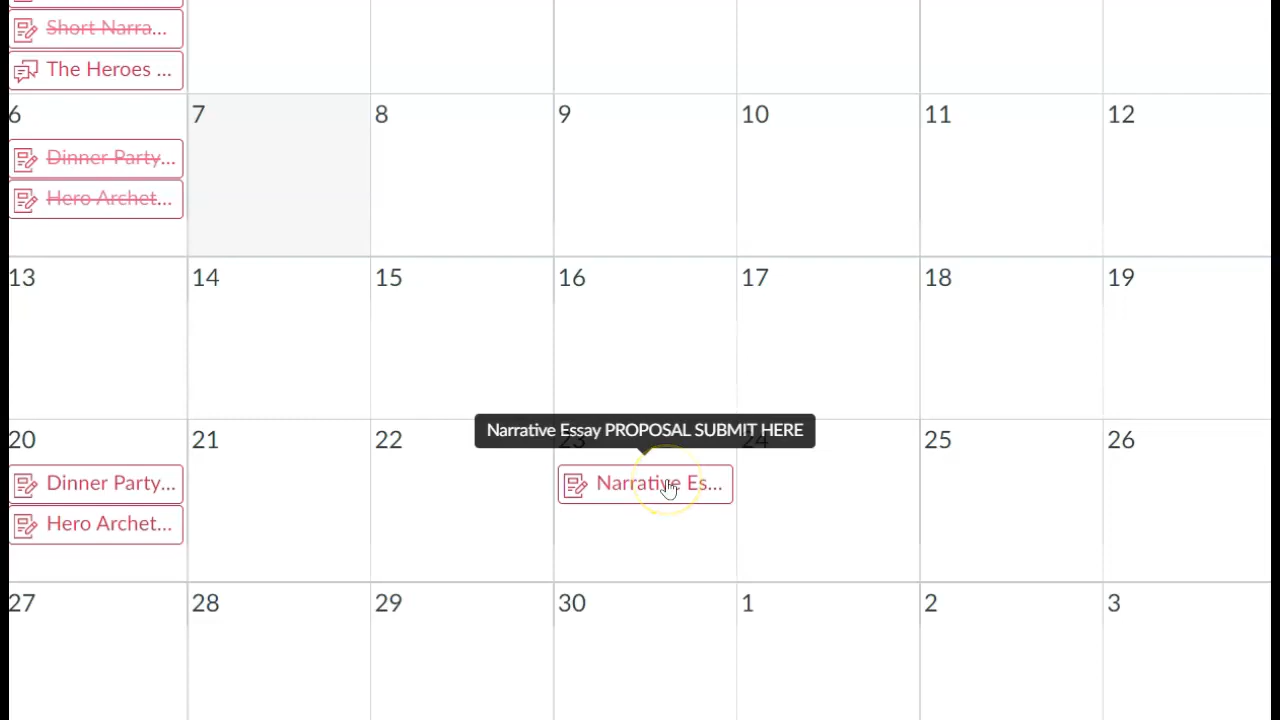 Short Narra...
The Heroes ...
6 7 8 9 10 11 12
Dinner Party...
Hero Archet...
13 14 15 16 17 18 19
Narrative Essay PROPOSAL SUBMIT HERE
20 21 22 23 24 25 26
Dinner Party... Narrative Es...
Hero Archet...
27 28 29 30 1 2 3